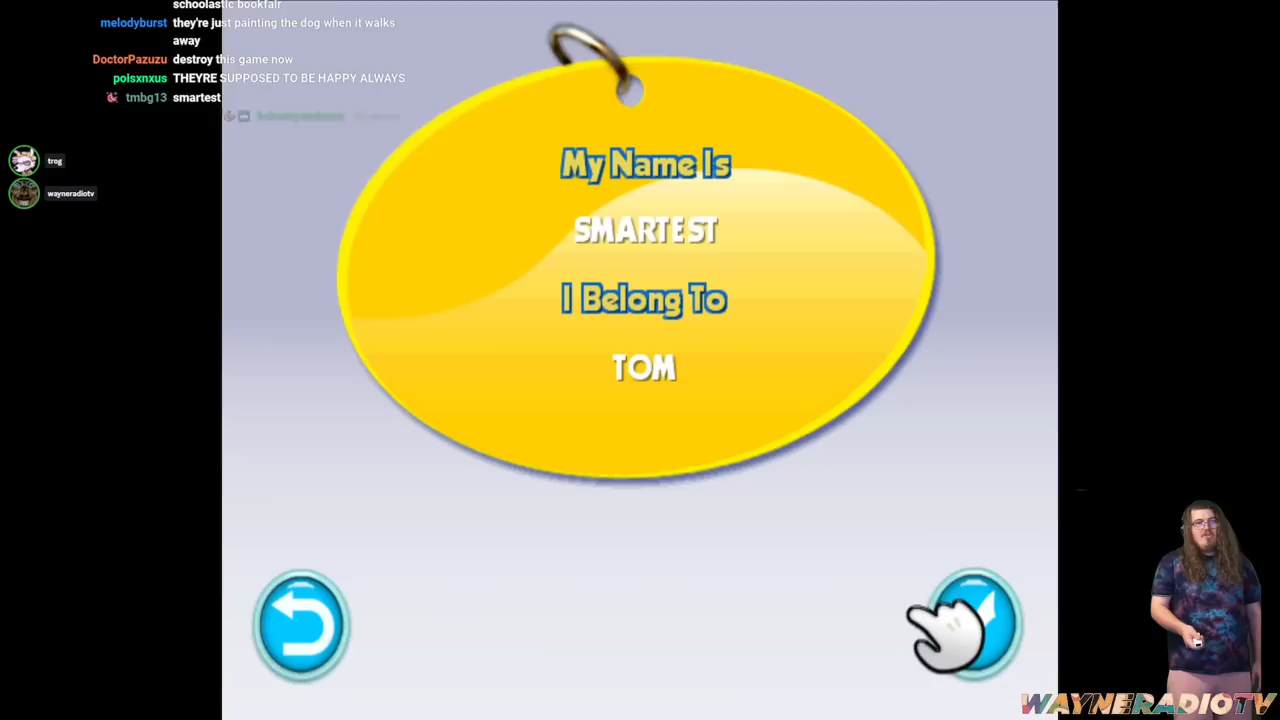 schoolastic bookfair
melodyburst they're just painting the dog when it walks
away
DoctorPazuzu destroy this game now
polsxnxus THEYRE SUPPOSED TO BE HAPPY ALWAYS
tmbg13 smartest
trog
wayneradiotv
My Name Is
SMARTEST
I Belong To
TOM
WAYNERADIOTV